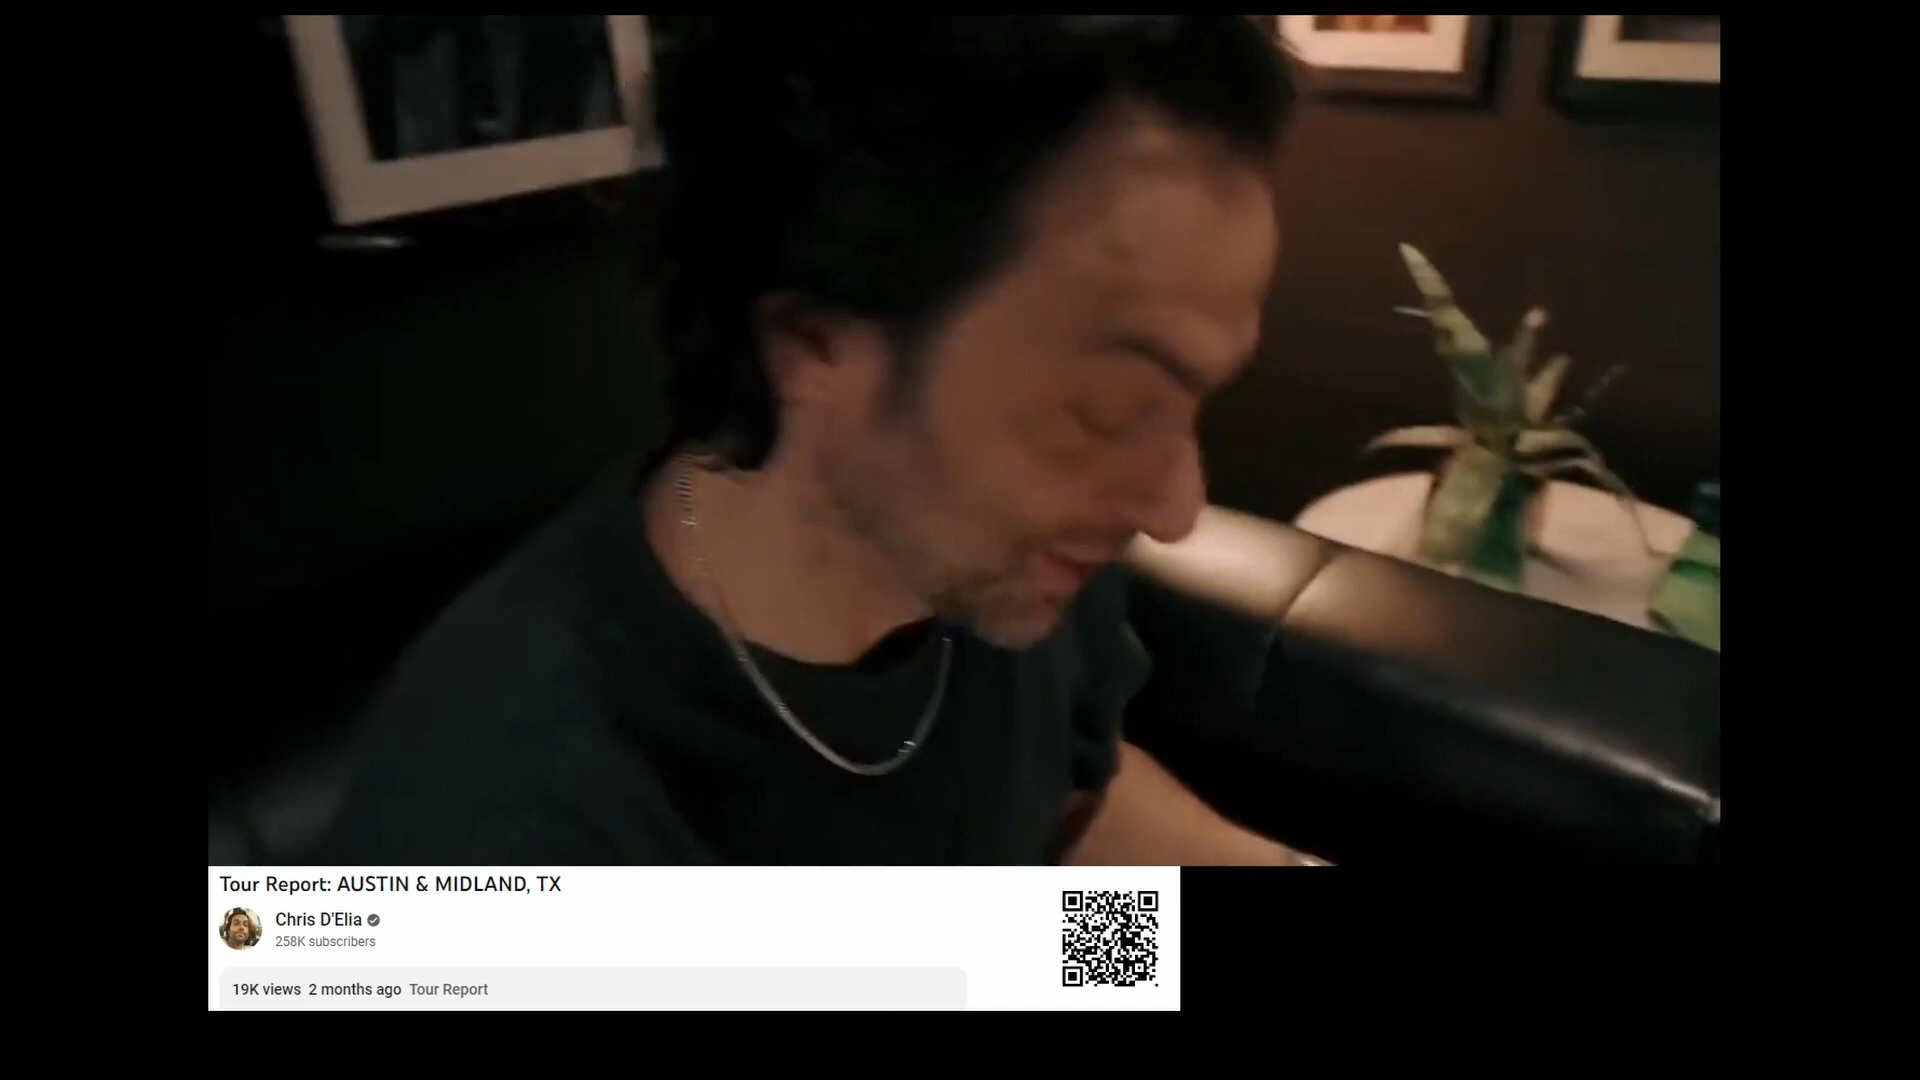 Tour Report: AUSTIN & MIDLAND, TX
Chris D'Elia
258K subscribers
19K views 2 months ago Tour Report